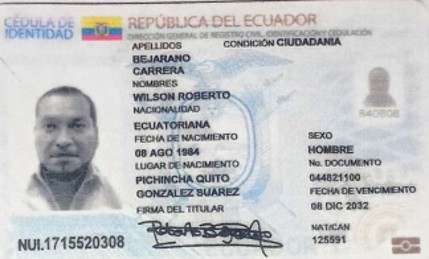 CÉDULA DE
IDENTIDAD
REPÚBLICA DEL ECUADOR
DIRECCIÓN GENERAL DE REGISTRO CIVIL, IDENTIFICACIÓN Y CEDULACIÓN
APELLIDOS
CONDICIÓN CIUDADANIA
BEJARANO
CARRERA
NOMBRES
WILSON ROBERTO
NACIONALIDAD
ECUATORIANA
FECHA DE NACIMIENTO
08 AGO 1984
LUGAR DE NACIMIENTO
PICHINCHA QUITO
GONZALEZ SUAREZ
FIRMA DEL TITULAR
SEXO
HOMBRE
No. DOCUMENTO
044821100
FECHA DE VENCIMIENTO
08 DIC 2032
NAT/CAN
125591
NUI.1715520308